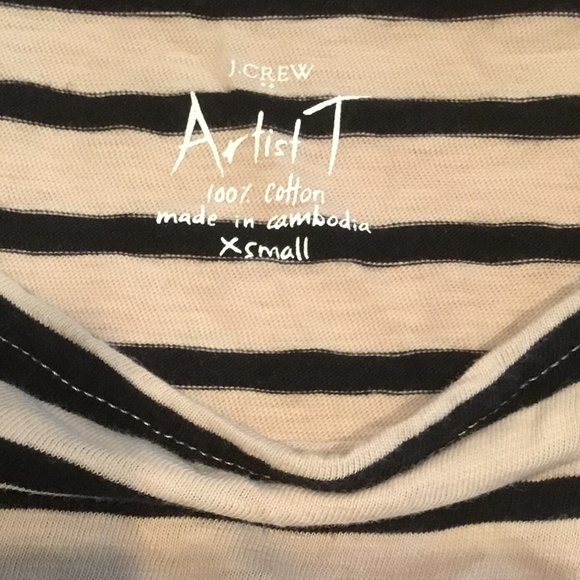 J.CREW
Artist T
100% cotton
made in cambodia
Xsmall